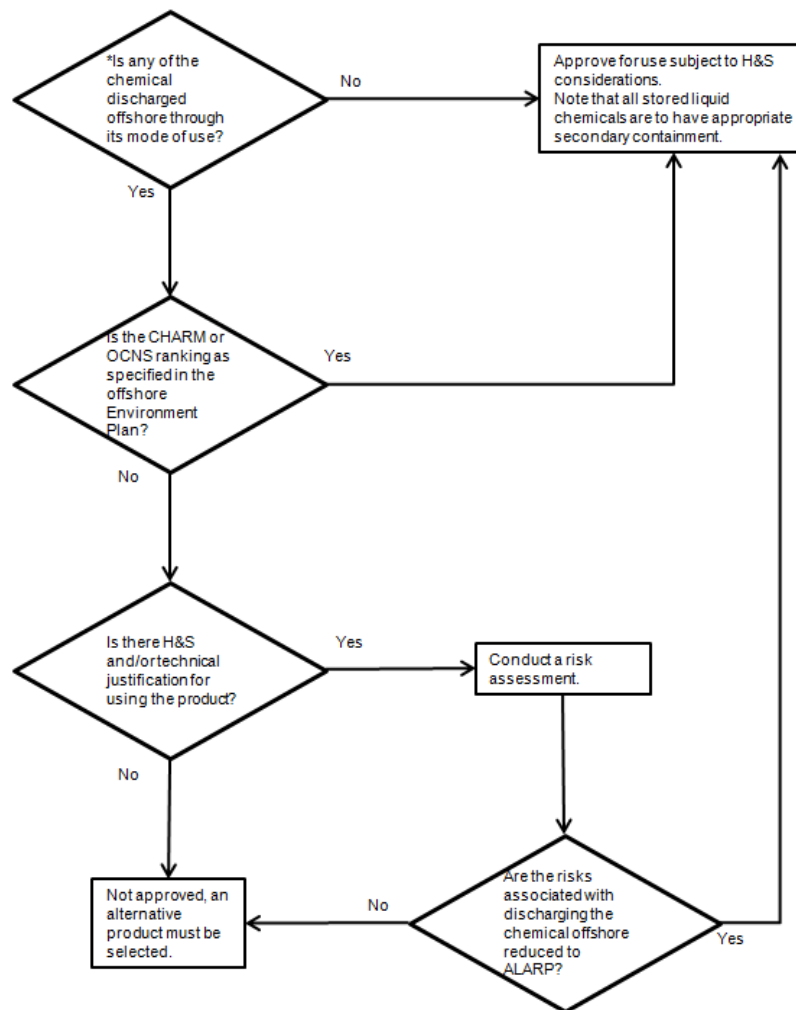 *Is any of the
chemical
discharged
offshore through
its mode of use?
No
Approve for use subject to H&S
considerations.
Note that all stored liquid
chemicals are to have appropriate
secondary containment.
Yes
Is the CHARM or
OCNS ranking as
specified in the
offshore
Environment
Plan?
Yes
No
Is there H&S
and/or technical
justification for
using the product?
Yes
Conduct a risk
assessment.
No
Not approved, an
alternative
product must be
selected.
No
Are the risks
associated with
discharging the
chemical offshore
reduced to
ALARP?
Yes